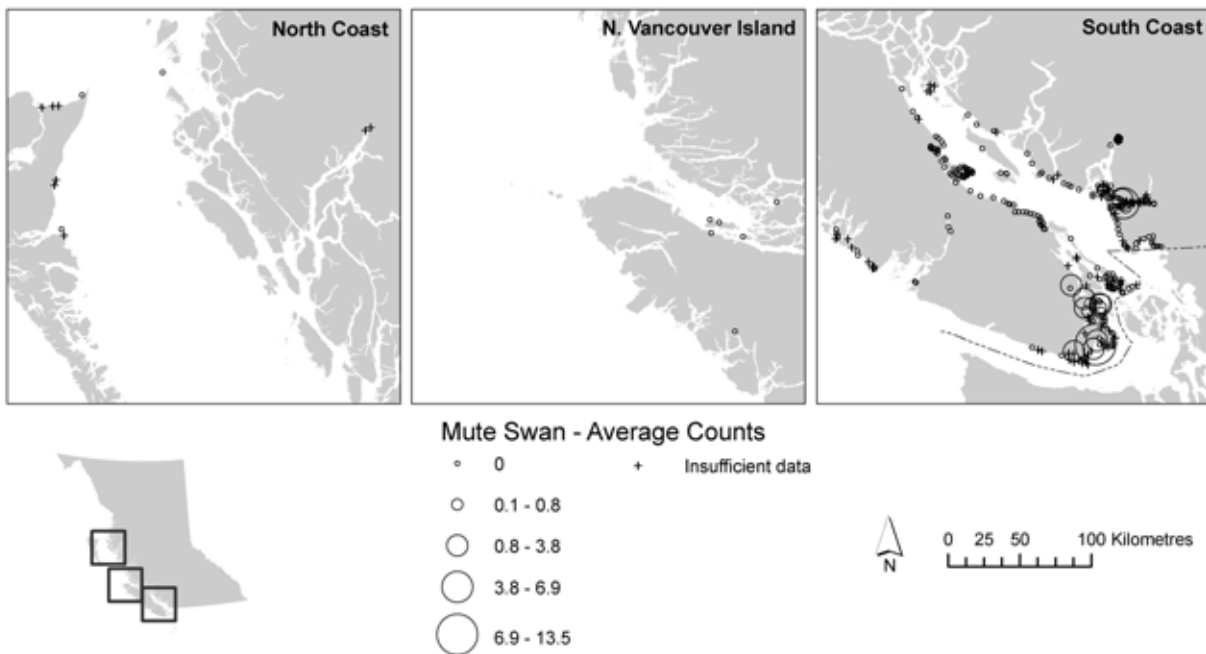 North Coast
N. Vancouver Island
South Coast
Mute Swan - Average Counts
0
Insufficient data
0.1 - 0.8
0.8 - 3.8
3.8 - 6.9
6.9 - 13.5
N
0 25 50 100 Kilometres